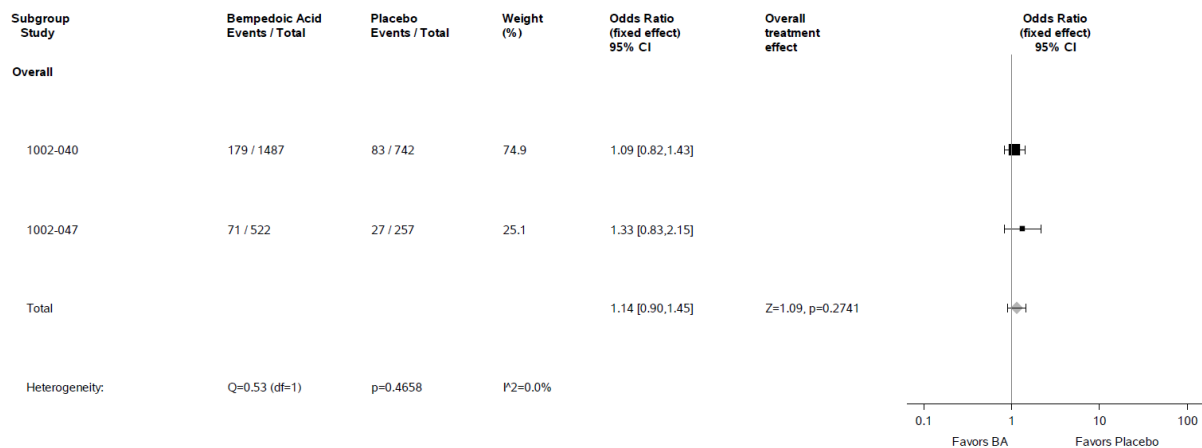 Subgroup Bempedoic Acid Placebo Weight Odds Ratio Overall Odds Ratio
Study Events / Total Events / Total (%) (fixed effect) treatment (fixed effect)
95% CI effect 95% CI
Overall
1002-040 179 / 1487 83 / 742 74.9 1.09 [0.82,1.43]
1002-047 71 / 522 27 / 257 25.1 1.33 [0.83,2.15]
Total 1.14 [0.90,1.45] Z=1.09, p=0.2741
Heterogeneity: Q=0.53 (df=1) p=0.4658 I^2=0.0%
0.1 1 10 100
Favors BA Favors Placebo